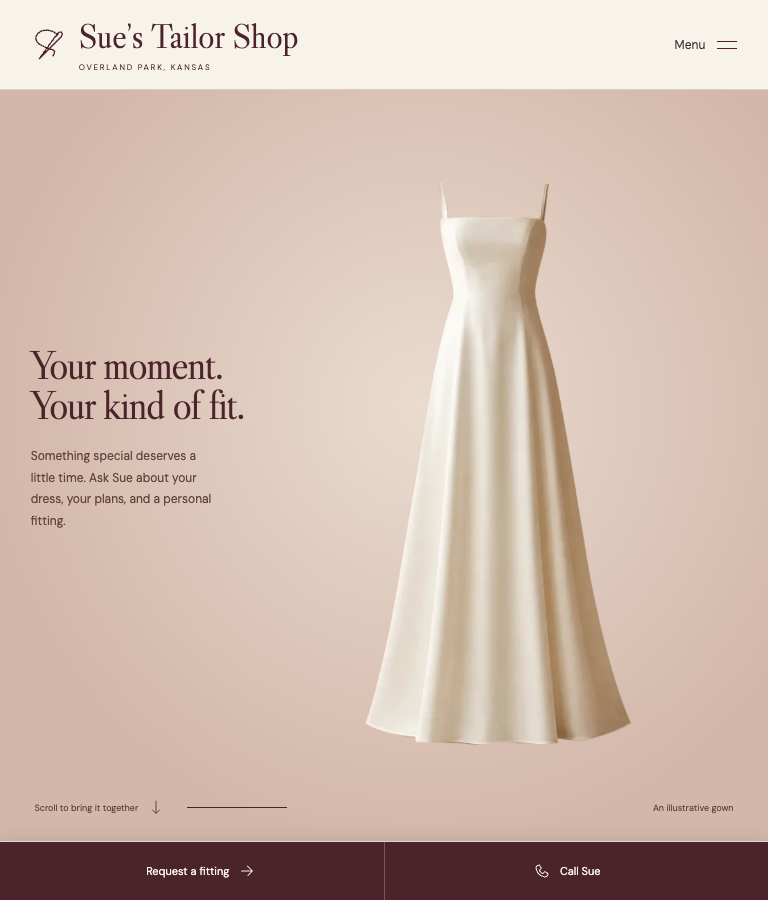 Sue's Tailor Shop
OVERLAND PARK, KANSAS
Menu
Your moment.
Your kind of fit.
Something special deserves a
little time. Ask Sue about your
dress, your plans, and a personal
fitting.
Scroll to bring it together
An illustrative gown
Request a fitting
Call Sue